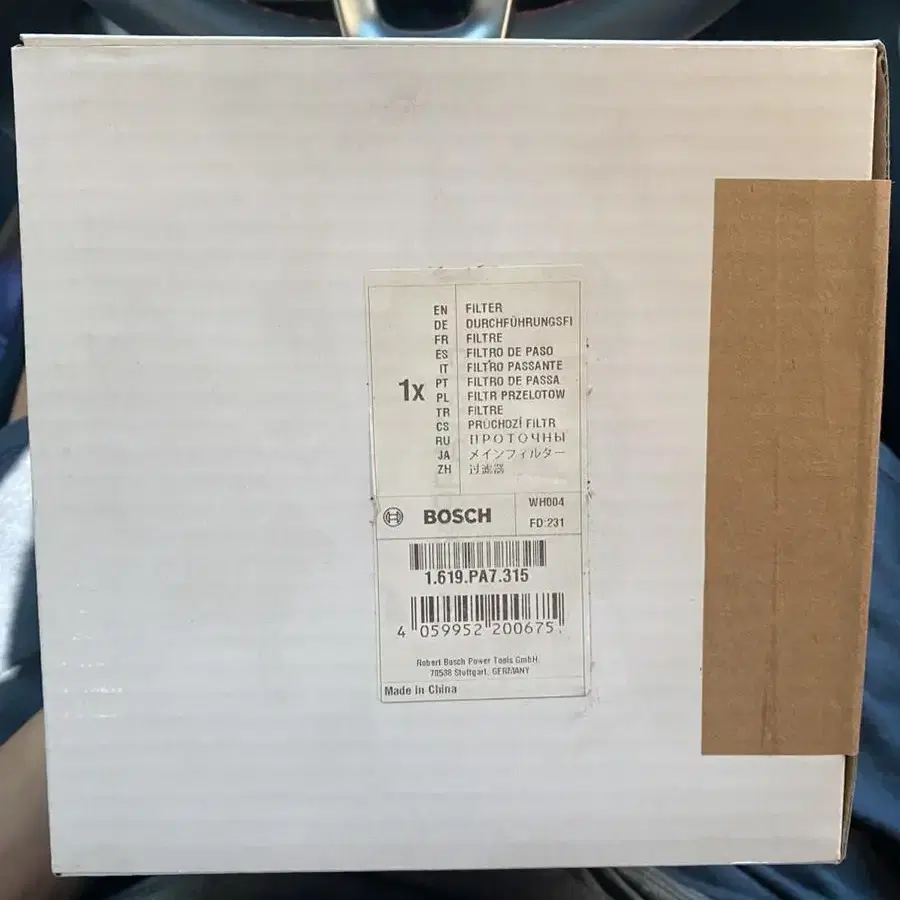 1x
EN FILTER
DE DURCHFÜHRUNGSFI
FR FILTRE
ES FILTRO DE PASO
IT FILTRO PASSANTE
PT FILTRO DE PASSA
PL FILTR PRZELOTOW
TR FILTRE
CS PRŮCHOZÍ FILTR
RU ПРОТОЧНЫ
JA メインフィルター
ZH 过滤器
BOSCH
WH004
FD:231
1.619.PA7.315
4 059952 200675
Robert Bosch Power Tools GmbH
70538 Stuttgart, GERMANY
Made in China